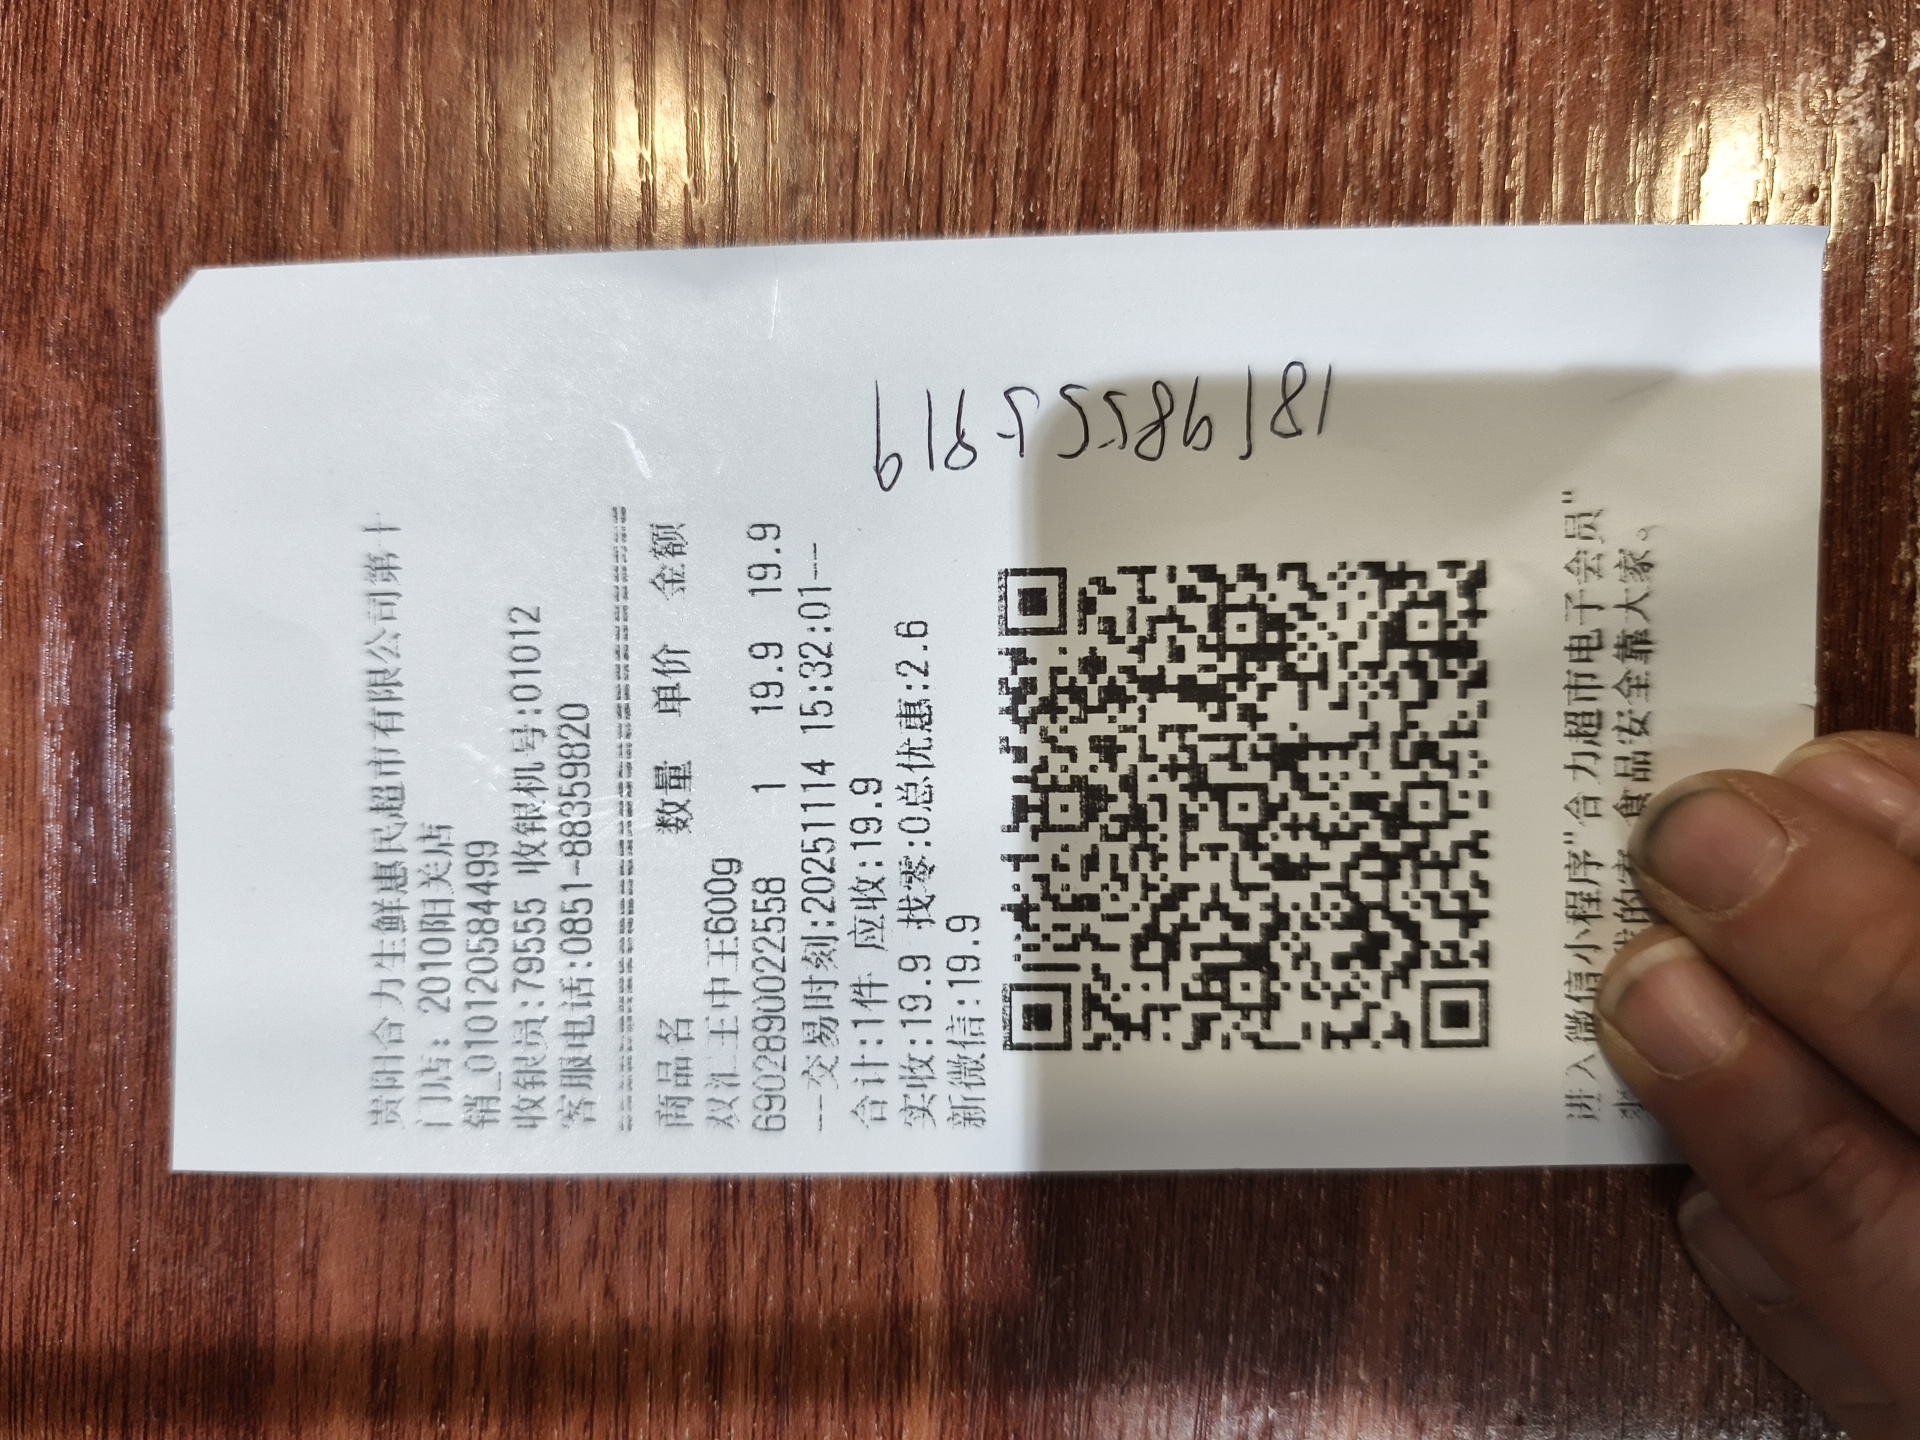 贵阳合力生鲜惠民超市有限公司第十
门店: 2010阳关店
销_010120584499
收银员:79555 收银机号:01012
客服电话:0851-88359820
================================
商品名 数量 单价 金额
双汇王中王600g
6902890022558 1 19.9 19.9
--交易时刻:20251114 15:32:01--
合计:1件 应收:19.9
实收:19.9 找零:0总优惠:2.6
新微信:19.9
进入微信小程序"合力超市电子会员"
食品安全靠大家。
18198555819